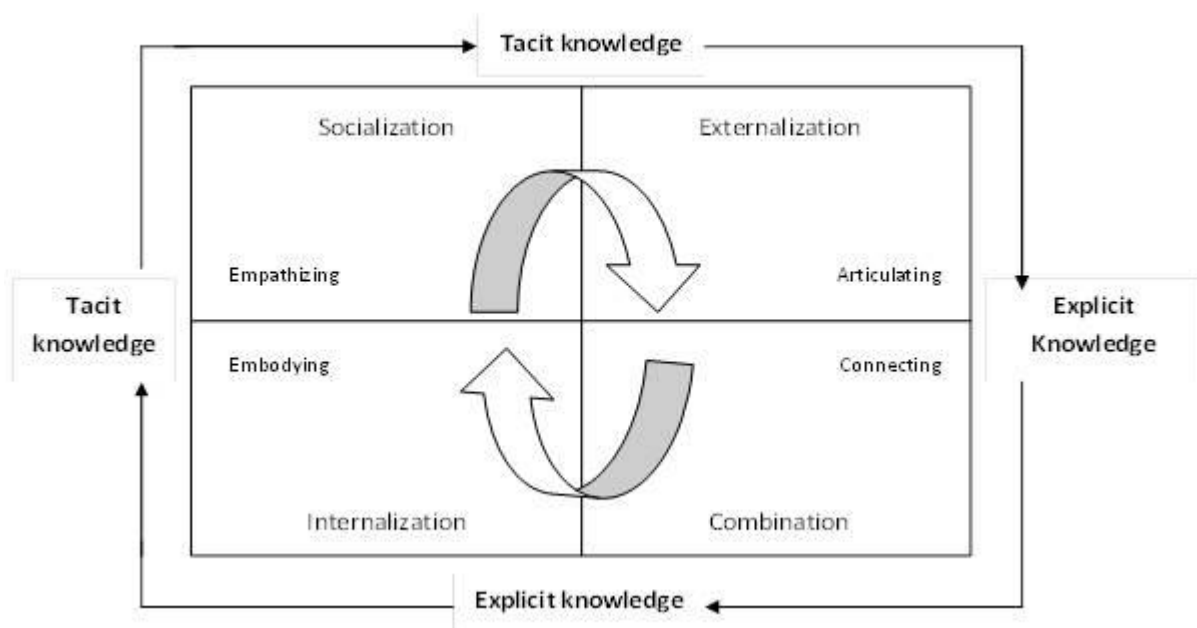 Tacit knowledge
Socialization
Externalization
Empathizing
Articulating
Tacit
knowledge
Explicit
Knowledge
Embodying
Connecting
Internalization
Combination
Explicit knowledge